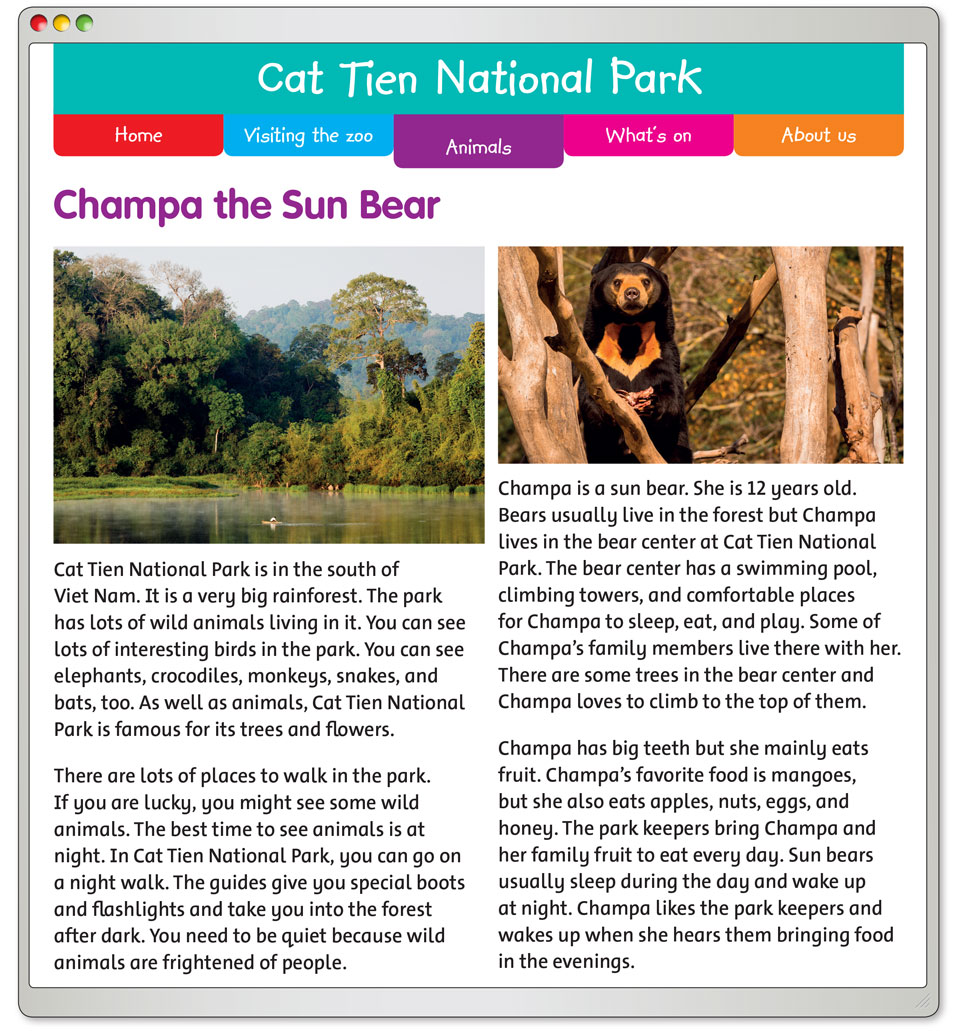 Cat Tien National Park
Home
Visiting the zoo
Animals
What's on
About us
Champa the Sun Bear
Cat Tien National Park is in the south of
Viet Nam. It is a very big rainforest. The park
has lots of wild animals living in it. You can see
lots of interesting birds in the park. You can see
elephants, crocodiles, monkeys, snakes, and
bats, too. As well as animals, Cat Tien National
Park is famous for its trees and flowers.
There are lots of places to walk in the park.
If you are lucky, you might see some wild
animals. The best time to see animals is at
night. In Cat Tien National Park, you can go on
a night walk. The guides give you special boots
and flashlights and take you into the forest
after dark. You need to be quiet because wild
animals are frightened of people.
Champa is a sun bear. She is 12 years old.
Bears usually live in the forest but Champa
lives in the bear center at Cat Tien National
Park. The bear center has a swimming pool,
climbing towers, and comfortable places
for Champa to sleep, eat, and play. Some of
Champa's family members live there with her.
There are some trees in the bear center and
Champa loves to climb to the top of them.
Champa has big teeth but she mainly eats
fruit. Champa's favorite food is mangoes,
but she also eats apples, nuts, eggs, and
honey. The park keepers bring Champa and
her family fruit to eat every day. Sun bears
usually sleep during the day and wake up
at night. Champa likes the park keepers and
wakes up when she hears them bringing food
in the evenings.